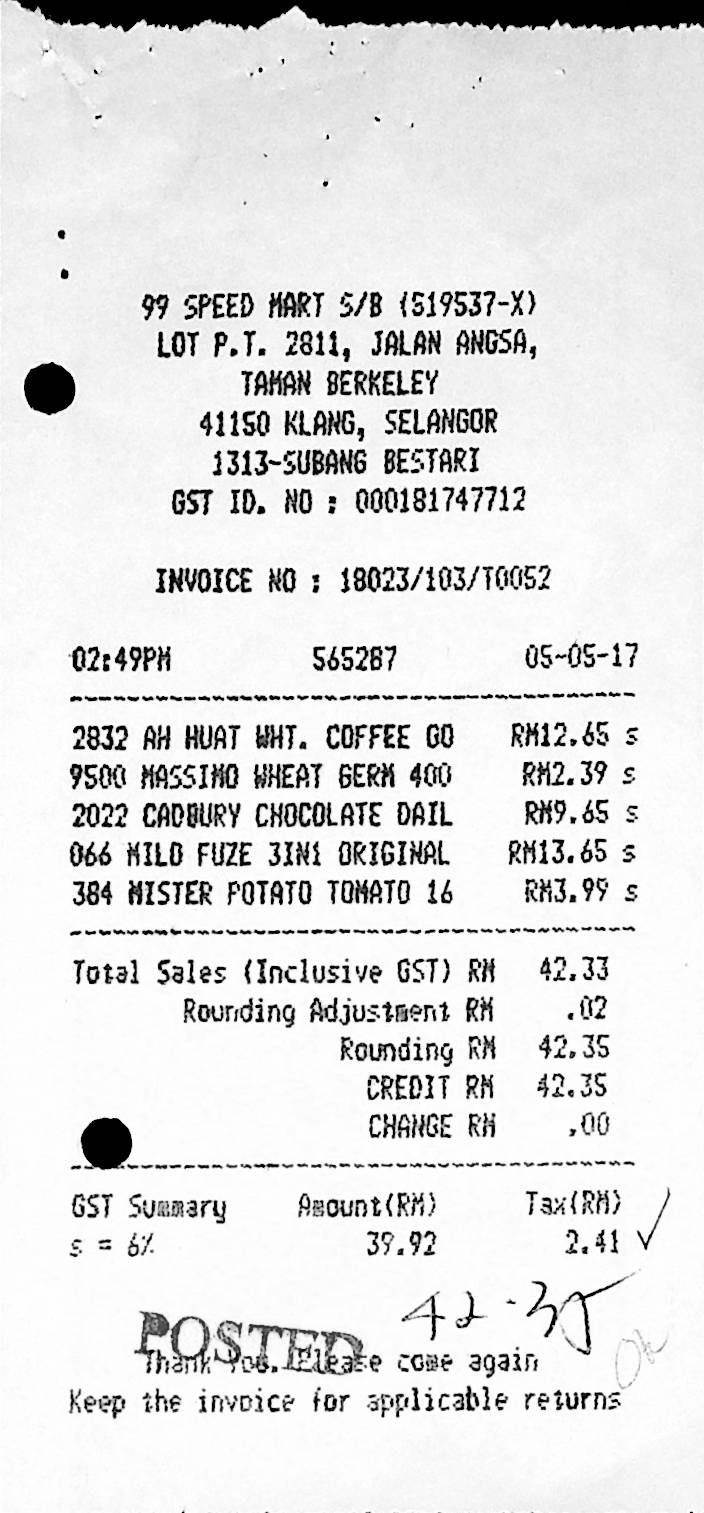 99 SPEED MART S/B (519537-X)
LOT P.T. 2811, JALAN ANGSA,
TAMAN BERKELEY
41150 KLANG, SELANGOR
1313-SUBANG BESTARI
GST ID. NO : 000181747712
INVOICE NO : 18023/103/T0052
02:49PM 565287 05-05-17
2832 AH HUAT WHT. COFFEE GO RM12.65 s
9500 MASSIMO WHEAT GERM 400 RM2.39 s
2022 CADBURY CHOCOLATE DAIL RM9.65 s
066 MILO FUZE 3IN1 ORIGINAL RM13.65 s
384 MISTER POTATO TOMATO 16 RM3.99 s
Total Sales (Inclusive GST) RM 42.33
Rounding Adjustment RM .02
Rounding RM 42.35
CREDIT RM 42.35
CHANGE RM .00
GST Summary Amount(RM) Tax(RM)
s = 6% 39.92 2.41
42.35
POSTED
OK
Thank You. Please come again
Keep the invoice for applicable returns